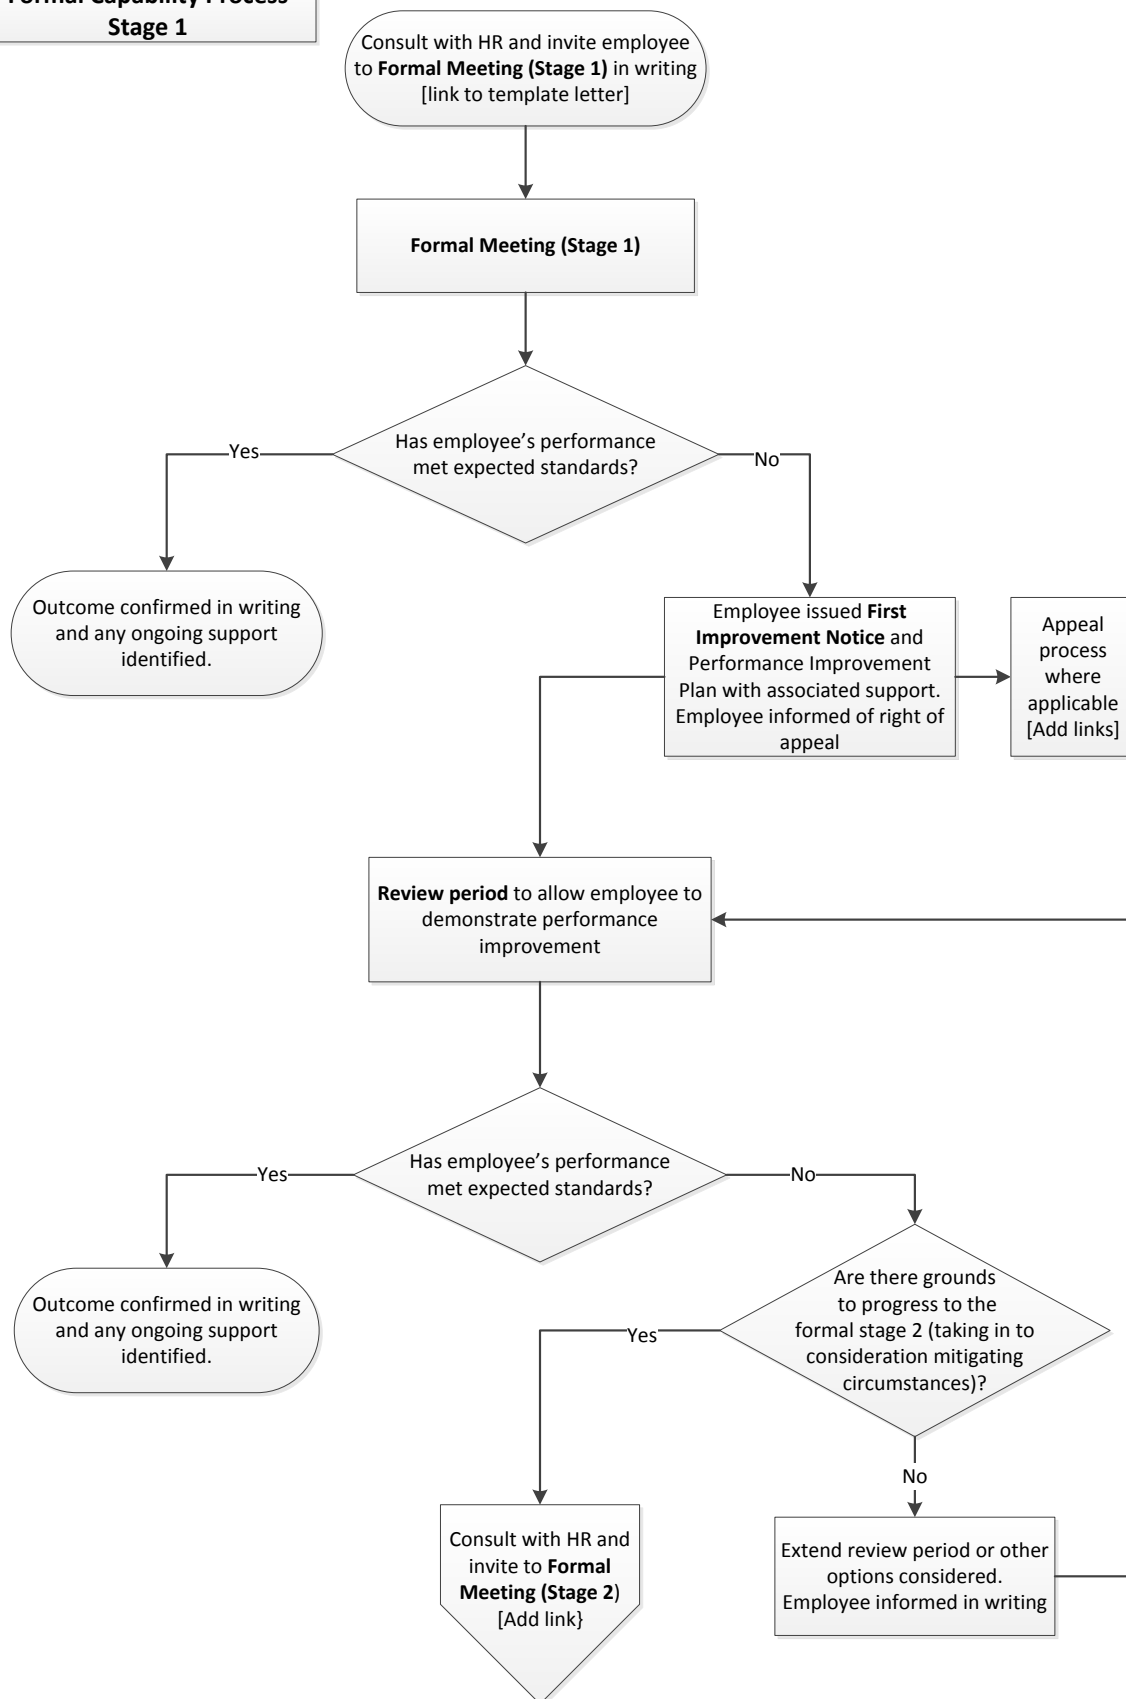 Formal Capability Process
Stage 1
Consult with HR and invite employee
to Formal Meeting (Stage 1) in writing
[link to template letter]
Formal Meeting (Stage 1)
Has employee’s performance
met expected standards?
Yes
No
Outcome confirmed in writing
and any ongoing support
identified.
Employee issued First
Improvement Notice and
Performance Improvement
Plan with associated support.
Employee informed of right of
appeal
Appeal
process
where
applicable
[Add links]
Review period to allow employee to
demonstrate performance
improvement
Has employee’s performance
met expected standards?
Yes
No
Outcome confirmed in writing
and any ongoing support
identified.
Are there grounds
to progress to the
formal stage 2 (taking in to
consideration mitigating
circumstances)?
Yes
No
Consult with HR and
invite to Formal
Meeting (Stage 2)
[Add link}
Extend review period or other
options considered.
Employee informed in writing